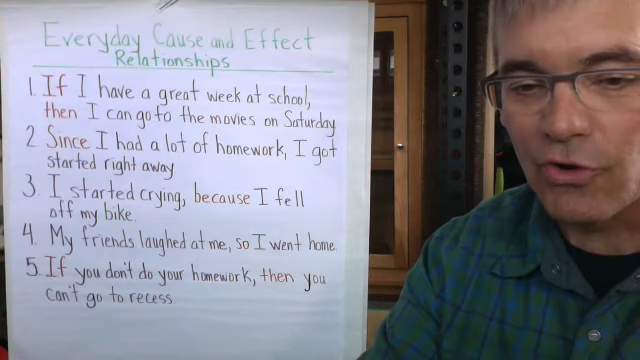 Everyday Cause and Effect
Relationships
1. If I have a great week at school,
then I can go to the movies on Saturday
2. Since I had a lot of homework, I got
started right away
3. I started crying, because I fell
off my bike.
4. My friends laughed at me, so I went home.
5. If you don't do your homework, then you
can't go to recess